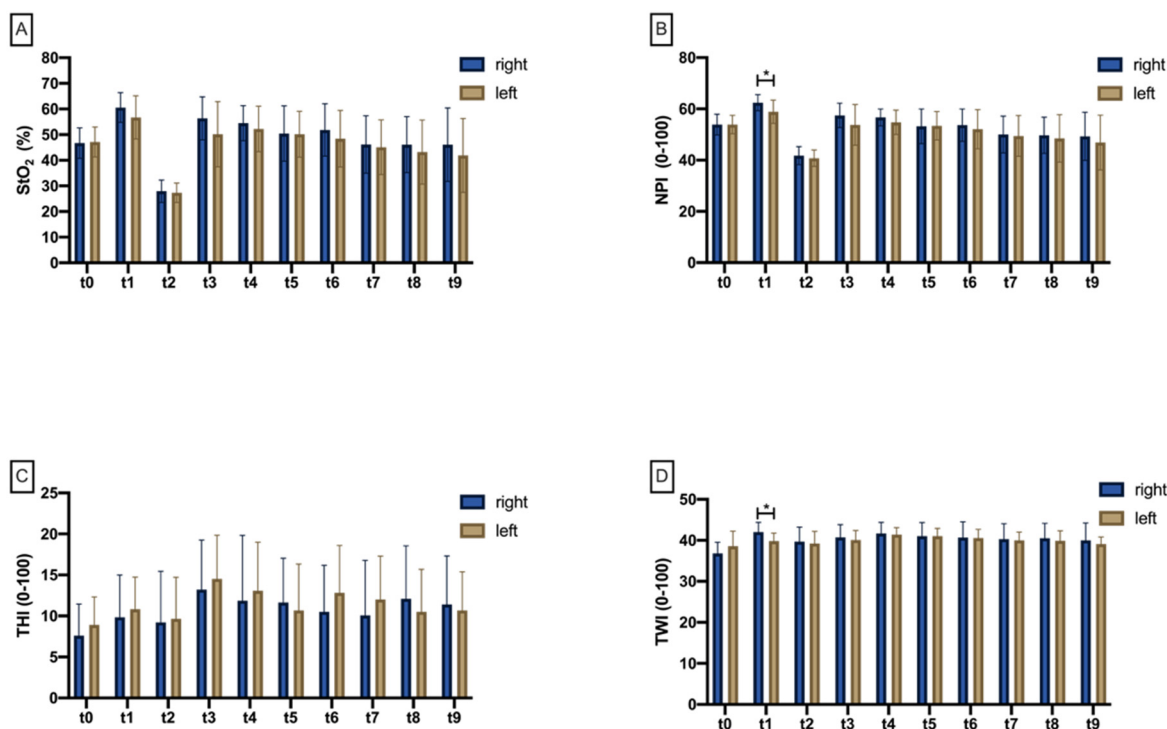 A
StO2 (%)
80
70
60
50
40
30
20
10
0
t0 t1 t2 t3 t4 t5 t6 t7 t8 t9
right
left
B
NPI (0-100)
80
60
40
20
0
*
t0 t1 t2 t3 t4 t5 t6 t7 t8 t9
right
left
C
THI (0-100)
25
20
15
10
5
0
t0 t1 t2 t3 t4 t5 t6 t7 t8 t9
right
left
D
TWI (0-100)
50
40
30
20
10
0
*
t0 t1 t2 t3 t4 t5 t6 t7 t8 t9
right
left